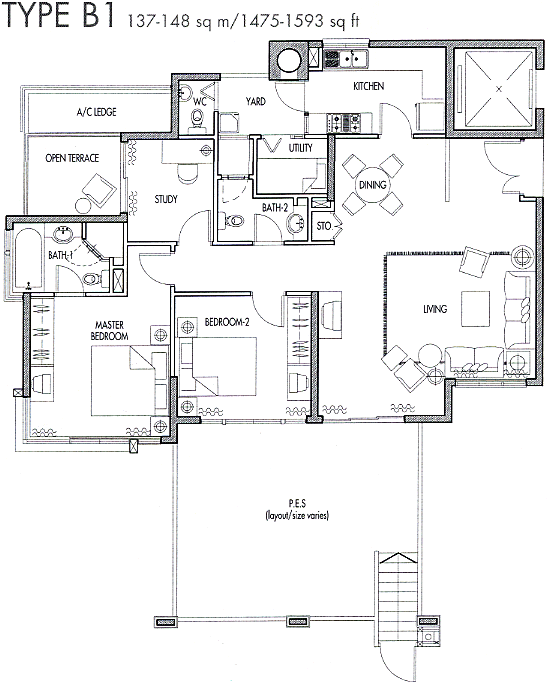 TYPE B1 137-148 sq m/1475-1593 sq ft
KITCHEN
WC
YARD
A/C LEDGE
UTILITY
OPEN TERRACE
DINING
STUDY
BATH-2
STO.
BATH-1
LIVING
MASTER
BEDROOM
BEDROOM-2
P.E.S
(layout/size varies)